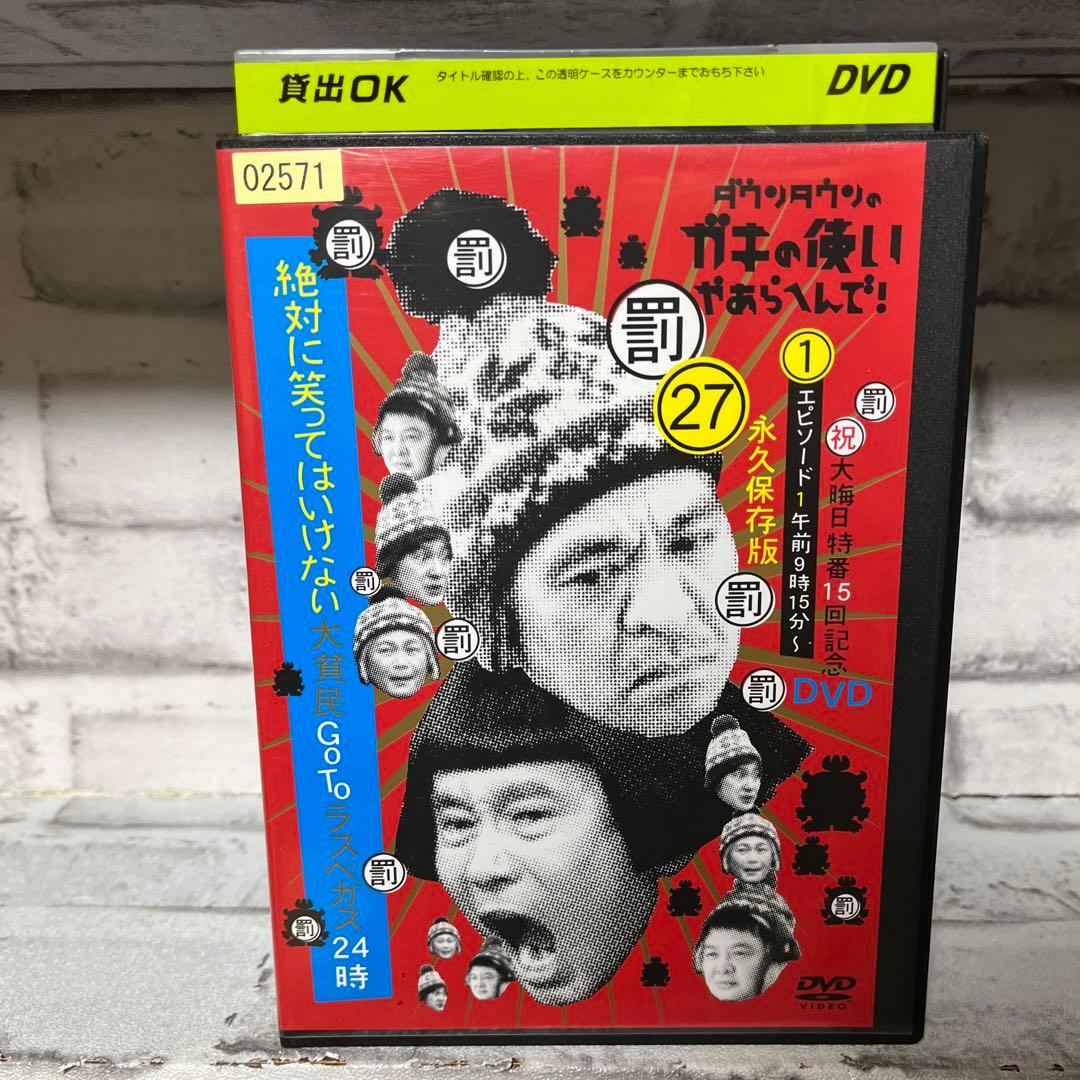 貸出OK
タイトル確認の上、この透明ケースをカウンターまでおもち下さい
DVD
02571
罰
罰
ダウンタウンの
ガキの使い
やあらへんで!
罰
27
永久保存版
1
エピソード1 午前9時15分〜
罰
祝
大晦日特番15回記念
DVD
罰
罰
罰
罰
絶対に笑ってはいけない大貧民GoToラスベガス24時
罰
罰
罰
DVD
VIDEO